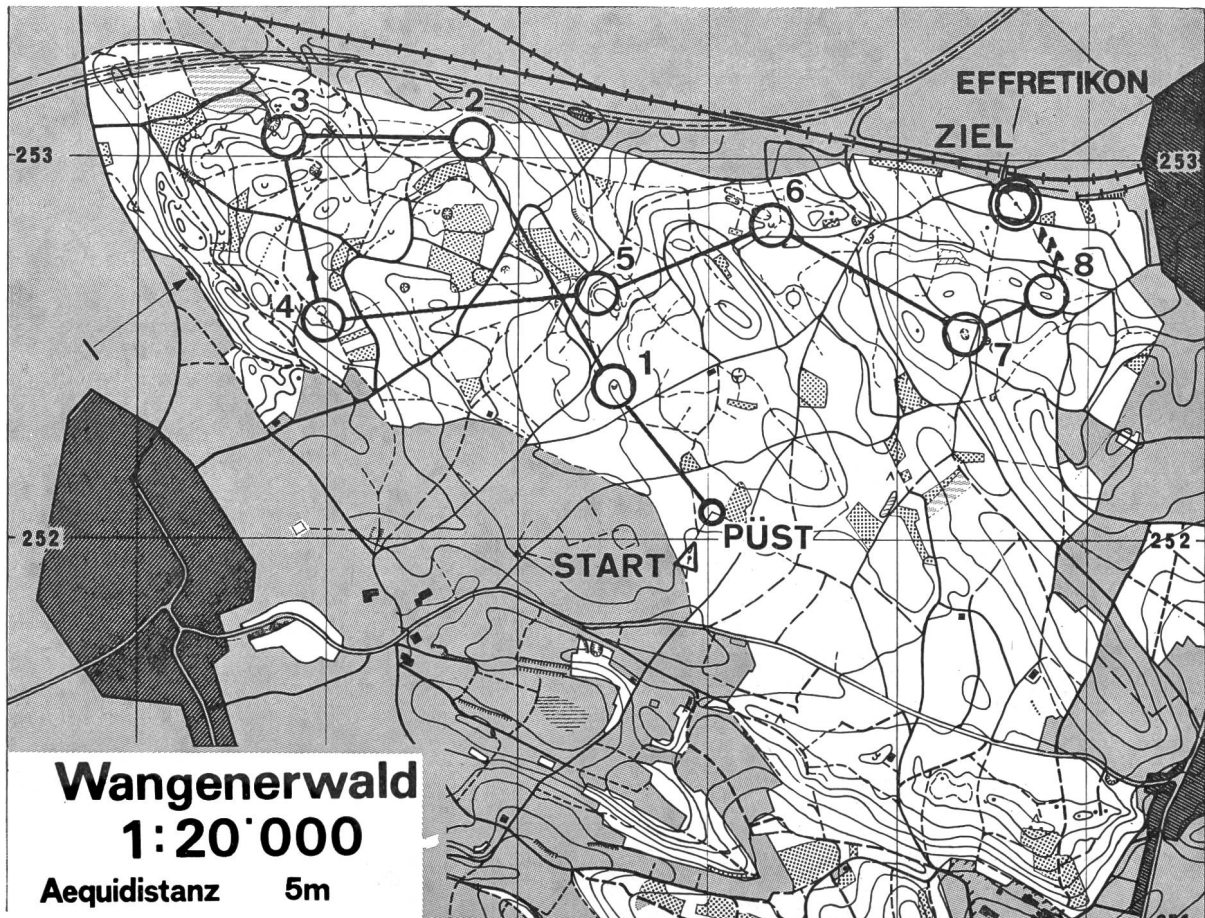 EFFRETIKON
ZIEL
3
2
253
253
6
5
8
4
7
1
PÜST
START
252
252
Wangenerwald
1:20'000
Aequidistanz 5m